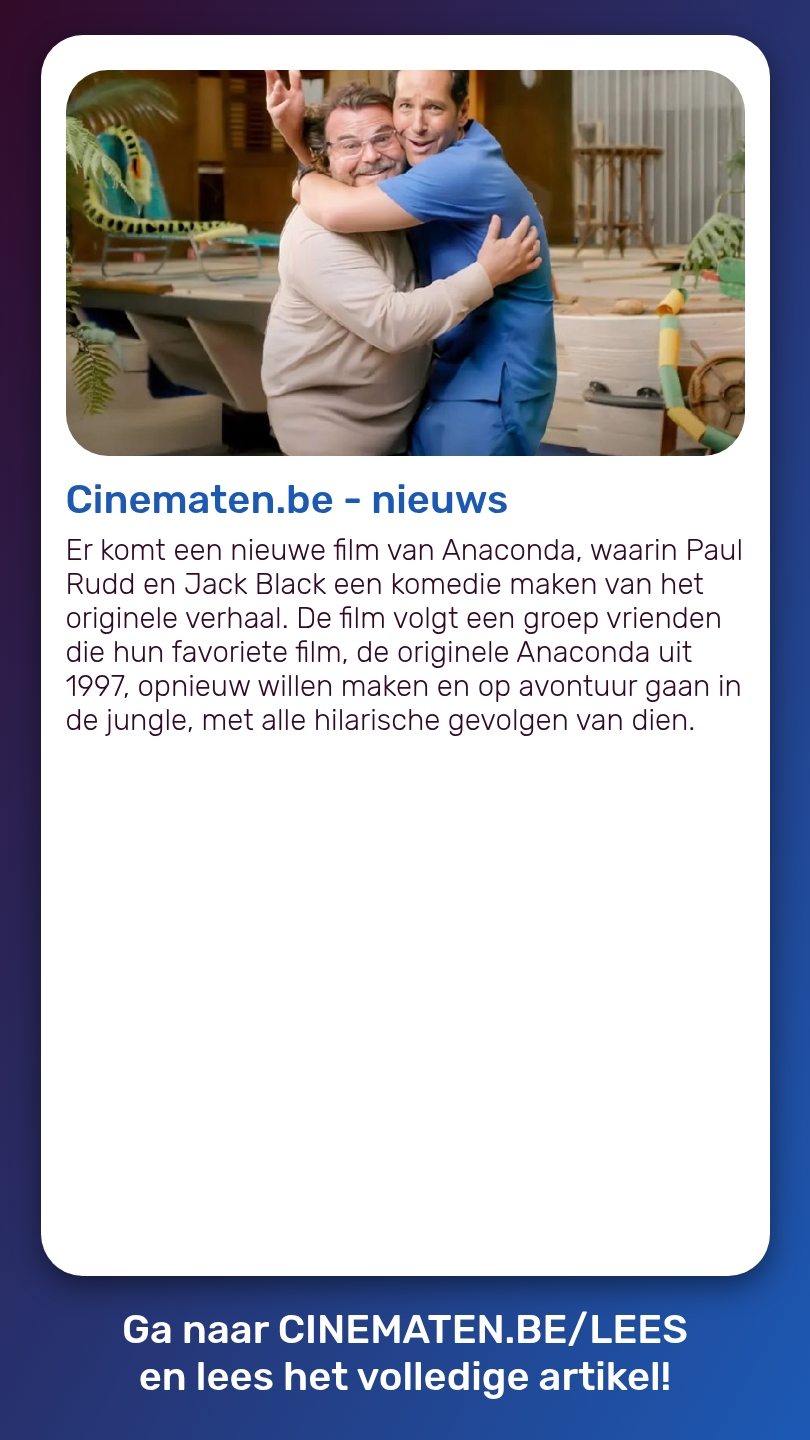 Cinematen.be - nieuws
Er komt een nieuwe film van Anaconda, waarin Paul
Rudd en Jack Black een komedie maken van het
originele verhaal. De film volgt een groep vrienden
die hun favoriete film, de originele Anaconda uit
1997, opnieuw willen maken en op avontuur gaan in
de jungle, met alle hilarische gevolgen van dien.
Ga naar CINEMATEN.BE/LEES
en lees het volledige artikel!